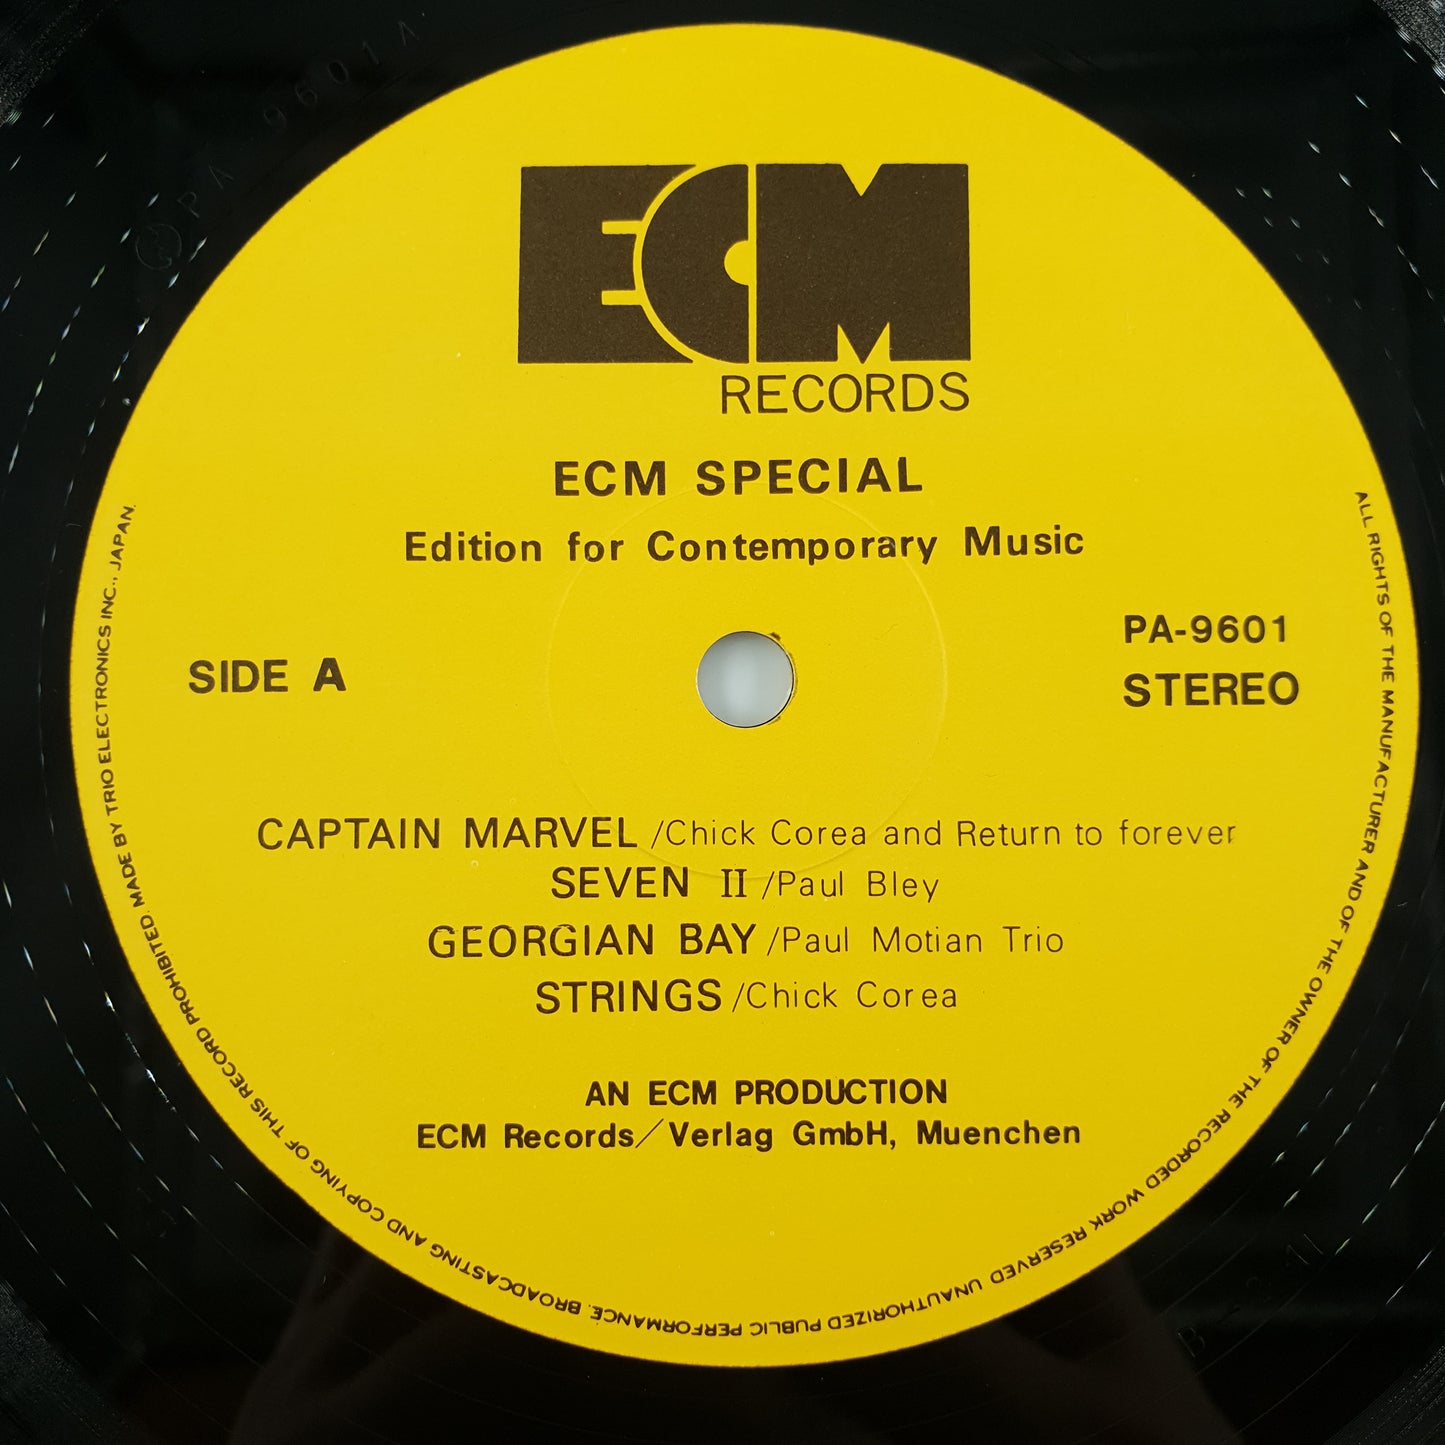 ECM
RECORDS
ECM SPECIAL
Edition for Contemporary Music
SIDE A
PA-9601
STEREO
CAPTAIN MARVEL /Chick Corea and Return to forever
SEVEN II /Paul Bley
GEORGIAN BAY /Paul Motian Trio
STRINGS /Chick Corea
AN ECM PRODUCTION
ECM Records/Verlag GmbH, Muenchen
ALL RIGHTS OF THE MANUFACTURER AND OF THE OWNER OF THE RECORDED WORK RESERVED UNAUTHORIZED PUBLIC PERFORMANCE. BROADCASTING AND COPYING OF THIS RECORD PROHIBITED. MADE BY TRIO ELECTRONICS INC., JAPAN.
PA 9601A